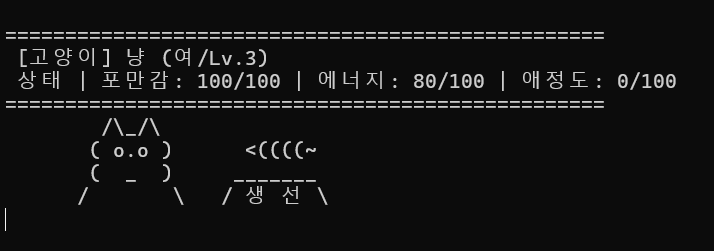 ==================================================
[고양이] 냥 (여/Lv.3)
상태 | 포만감: 100/100 | 에너지: 80/100 | 애정도: 0/100
==================================================
        /\_/\
       ( o.o )      <((((~
       (  _  )     _______
      /       \   / 생 선 \